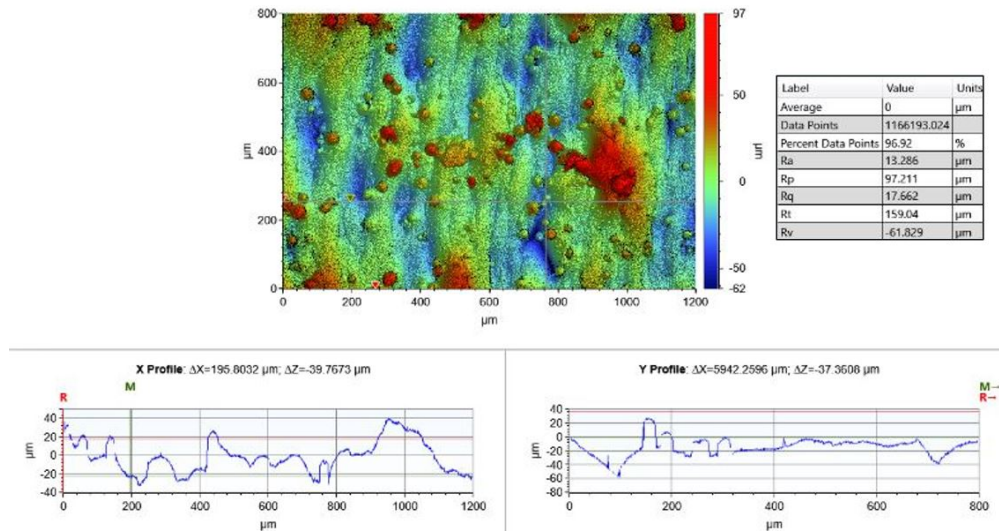 800
600
400
200
0
µm
0
200
400
600
800
1000
1200
µm
97
50
0
-50
-62
µm
Label Value Units
Average 0 µm
Data Points 1166193.024
Percent Data Points 96.92 %
Ra 13.286 µm
Rp 97.211 µm
Rq 17.662 µm
Rt 159.04 µm
Rv -61.829 µm
X Profile: ΔX=195.8032 µm; ΔZ=-39.7673 µm
R
M
40
20
0
-20
-40
µm
0
200
400
600
800
1000
1200
µm
Y Profile: ΔX=5942.2596 µm; ΔZ=-37.3608 µm
M→
R→
40
20
-0
-20
-40
-60
-80
µm
0
200
400
600
800
µm